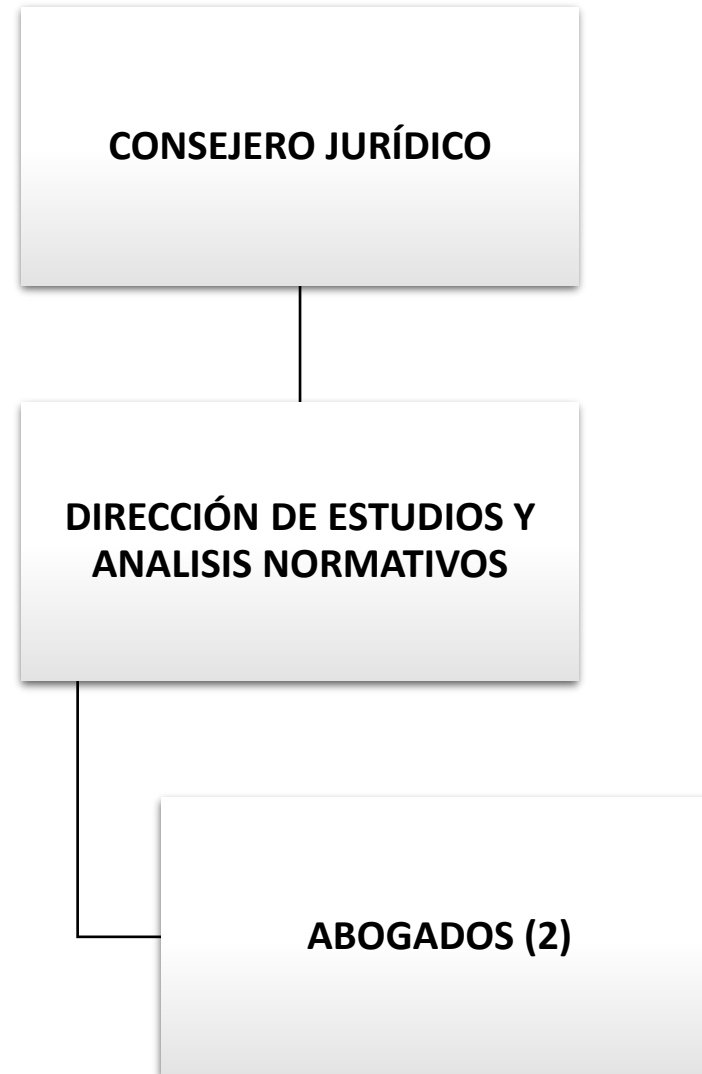 CONSEJERO JURÍDICO
DIRECCIÓN DE ESTUDIOS Y
ANALISIS NORMATIVOS
ABOGADOS (2)